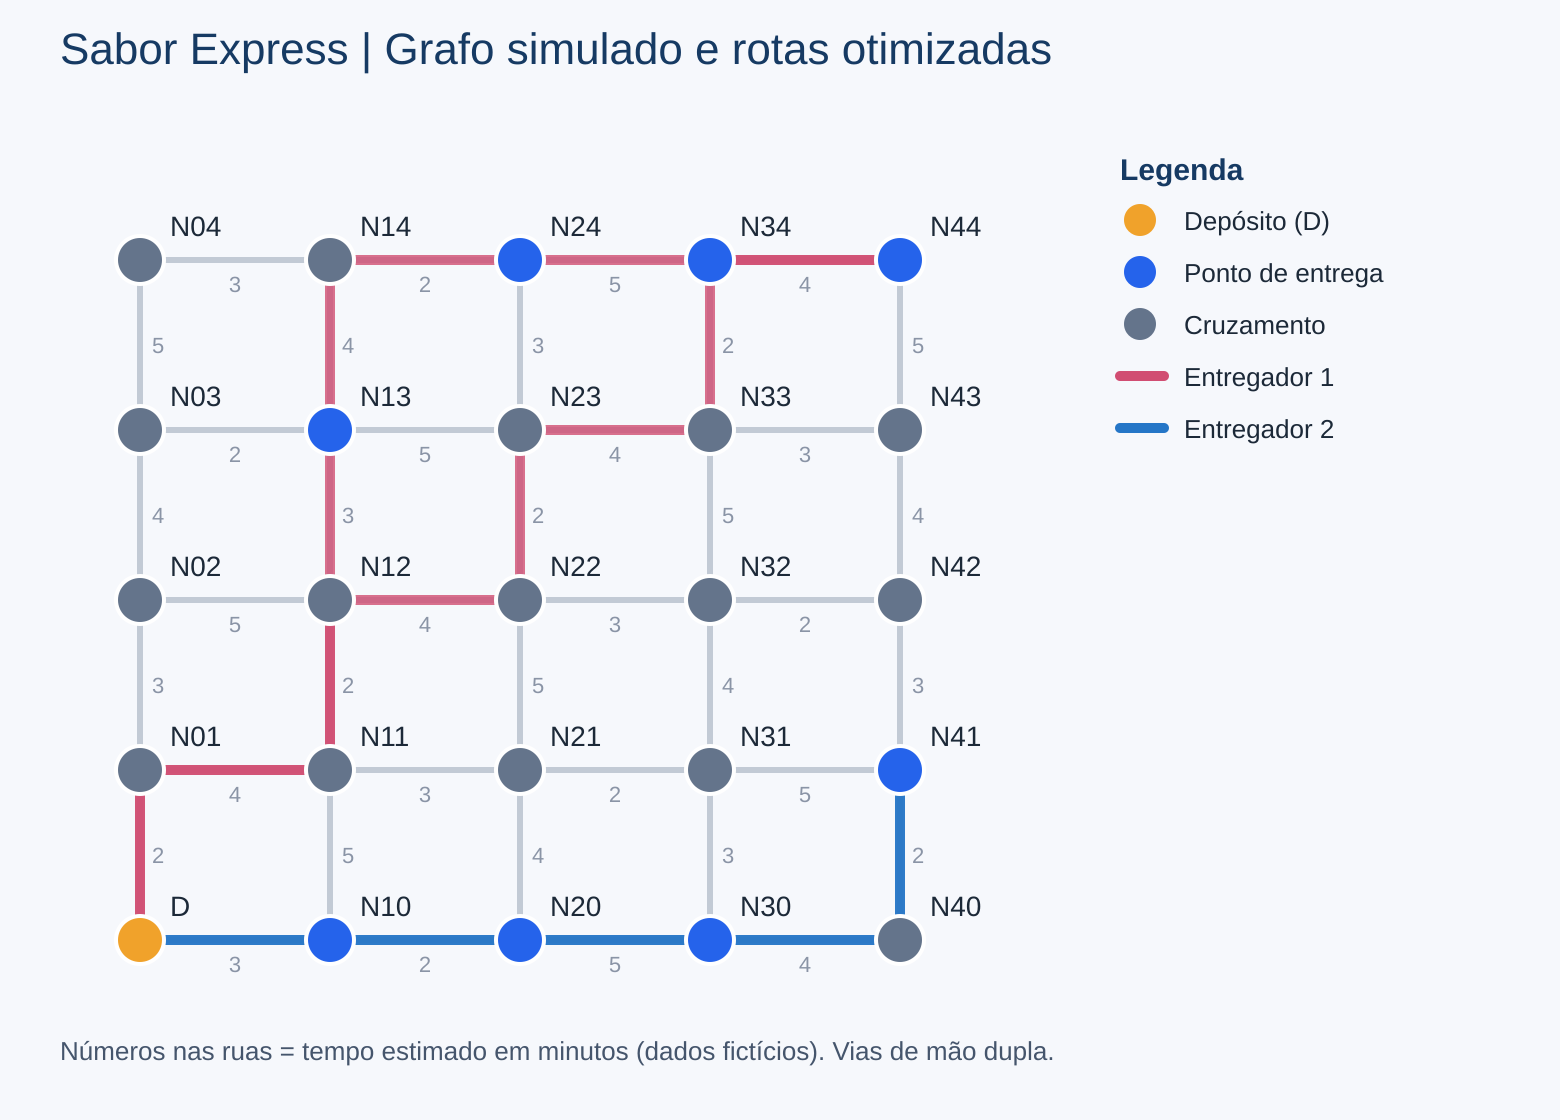 Sabor Express | Grafo simulado e rotas otimizadas
Legenda
Depósito (D)
Ponto de entrega
Cruzamento
Entregador 1
Entregador 2
N04 N14 N24 N34 N44
3 2 5 4
5 4 3 2 5
N03 N13 N23 N33 N43
2 5 4 3
4 3 2 5 4
N02 N12 N22 N32 N42
5 4 3 2
3 2 5 4 3
N01 N11 N21 N31 N41
4 3 2 5
2 5 4 3 2
D N10 N20 N30 N40
3 2 5 4
Números nas ruas = tempo estimado em minutos (dados fictícios). Vias de mão dupla.